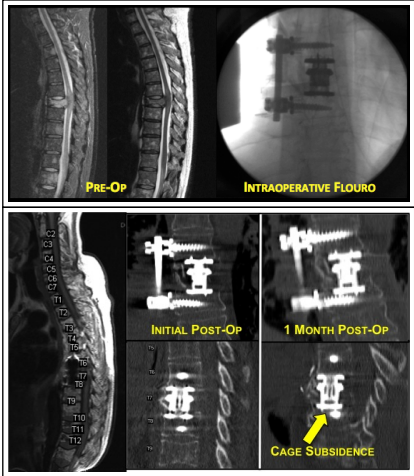 PRE-OP
INTRAOPERATIVE FLOURO
C2
C3
C4
C5
C6
C7
T1
T2
T3
T4
T5
T6
T7
T8
T9
T10
T11
T12
INITIAL POST-OP
1 MONTH POST-OP
CAGE SUBSIDENCE